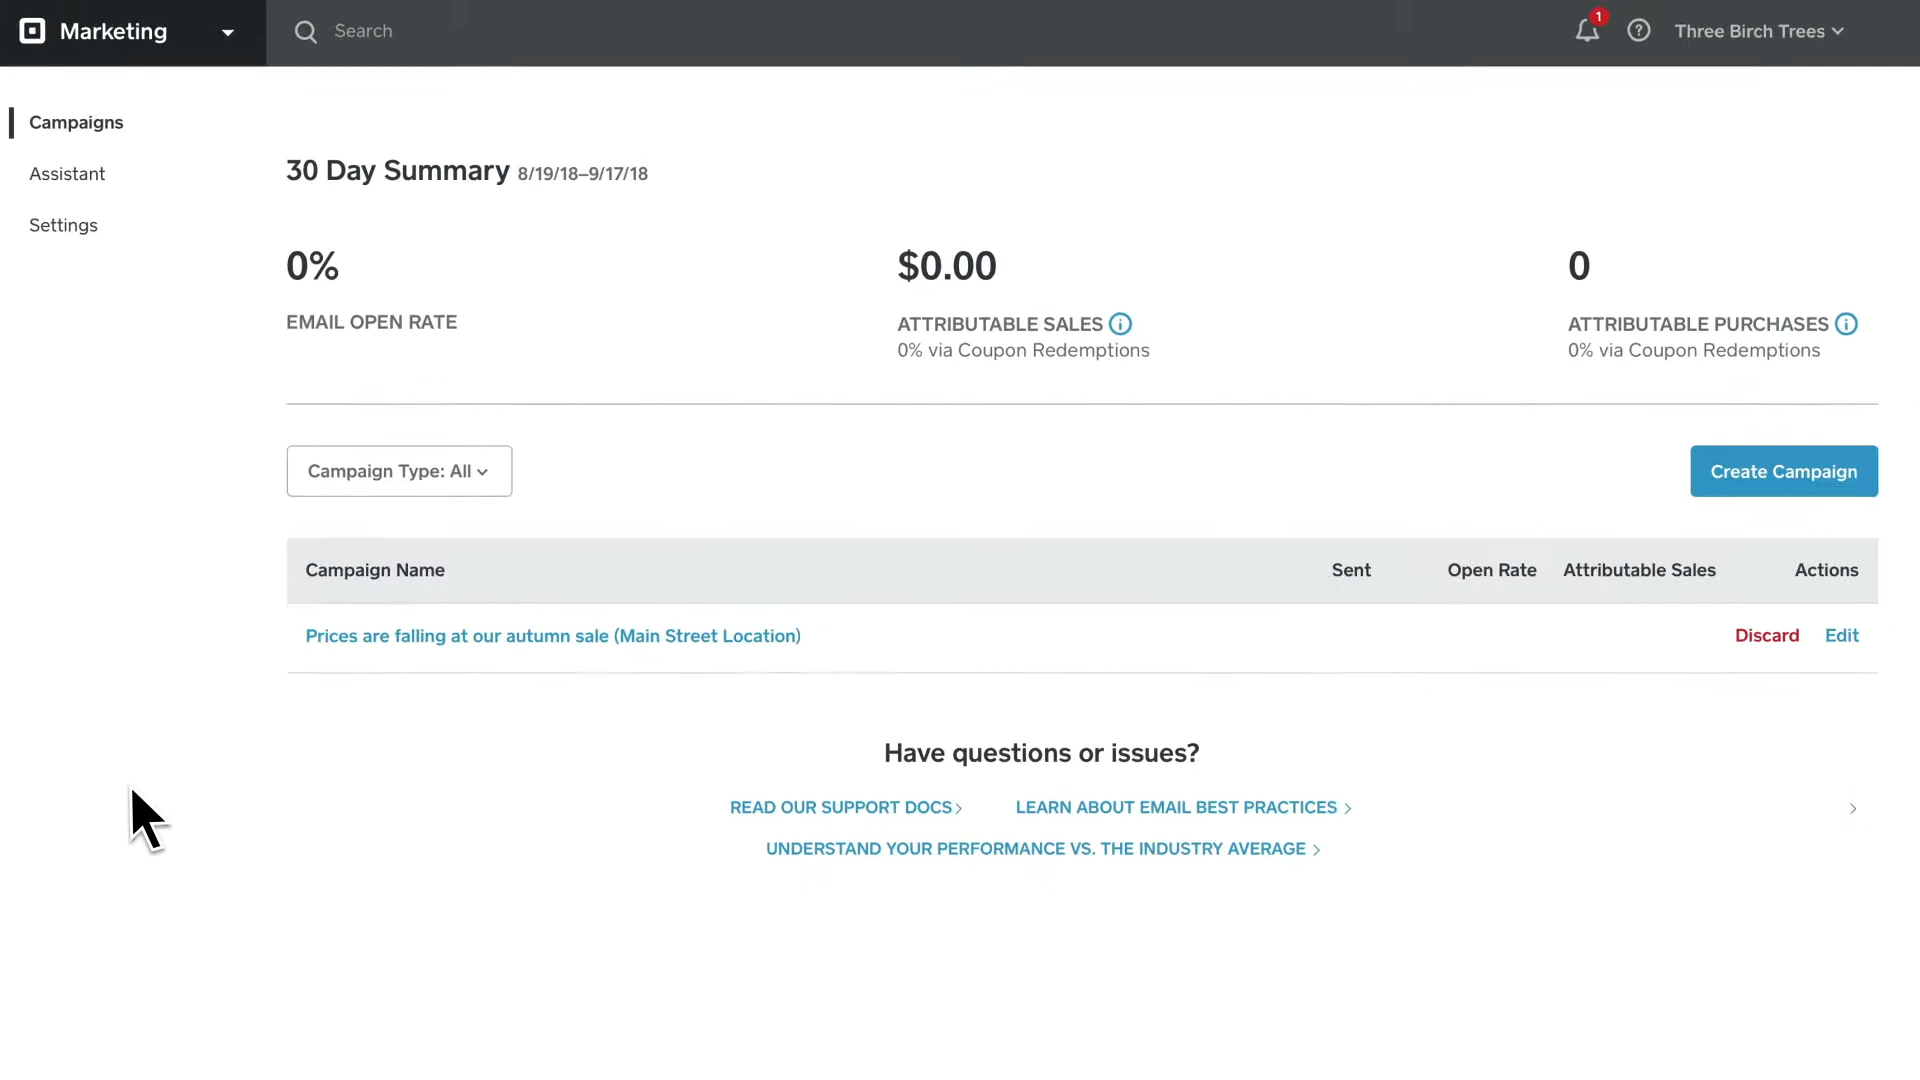 Marketing
Search
1
?
Three Birch Trees
Campaigns
Assistant
Settings
30 Day Summary 8/19/18–9/17/18
0%
EMAIL OPEN RATE
$0.00
ATTRIBUTABLE SALES
0% via Coupon Redemptions
0
ATTRIBUTABLE PURCHASES
0% via Coupon Redemptions
Campaign Type: All
Create Campaign
Campaign Name Sent Open Rate Attributable Sales Actions
Prices are falling at our autumn sale (Main Street Location) Discard Edit
Have questions or issues?
READ OUR SUPPORT DOCS LEARN ABOUT EMAIL BEST PRACTICES
UNDERSTAND YOUR PERFORMANCE VS. THE INDUSTRY AVERAGE